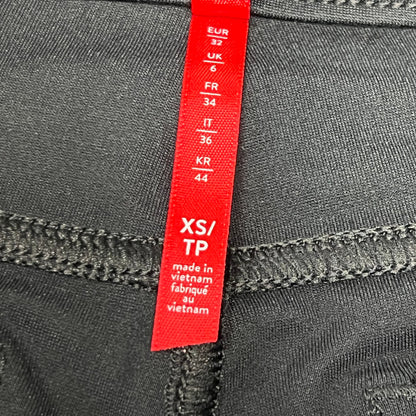 EUR
32
UK
6
FR
34
IT
36
KR
44
XS/
TP
made in
vietnam
fabriqué
au
vietnam